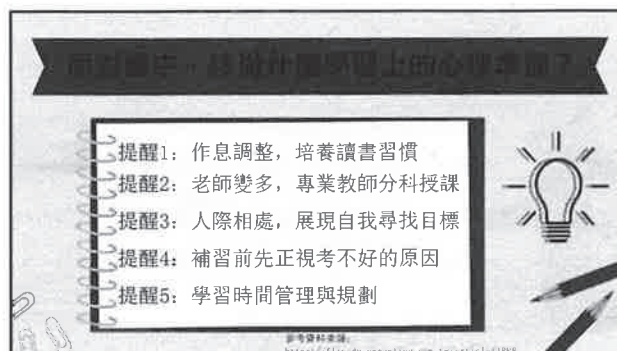 提醒1：作息調整，培養讀書習慣
提醒2：老師變多，專業教師分科授課
提醒3：人際相處，展現自我尋找目標
提醒4：補習前先正視考不好的原因
提醒5：學習時間管理與規劃
參考資料來源：